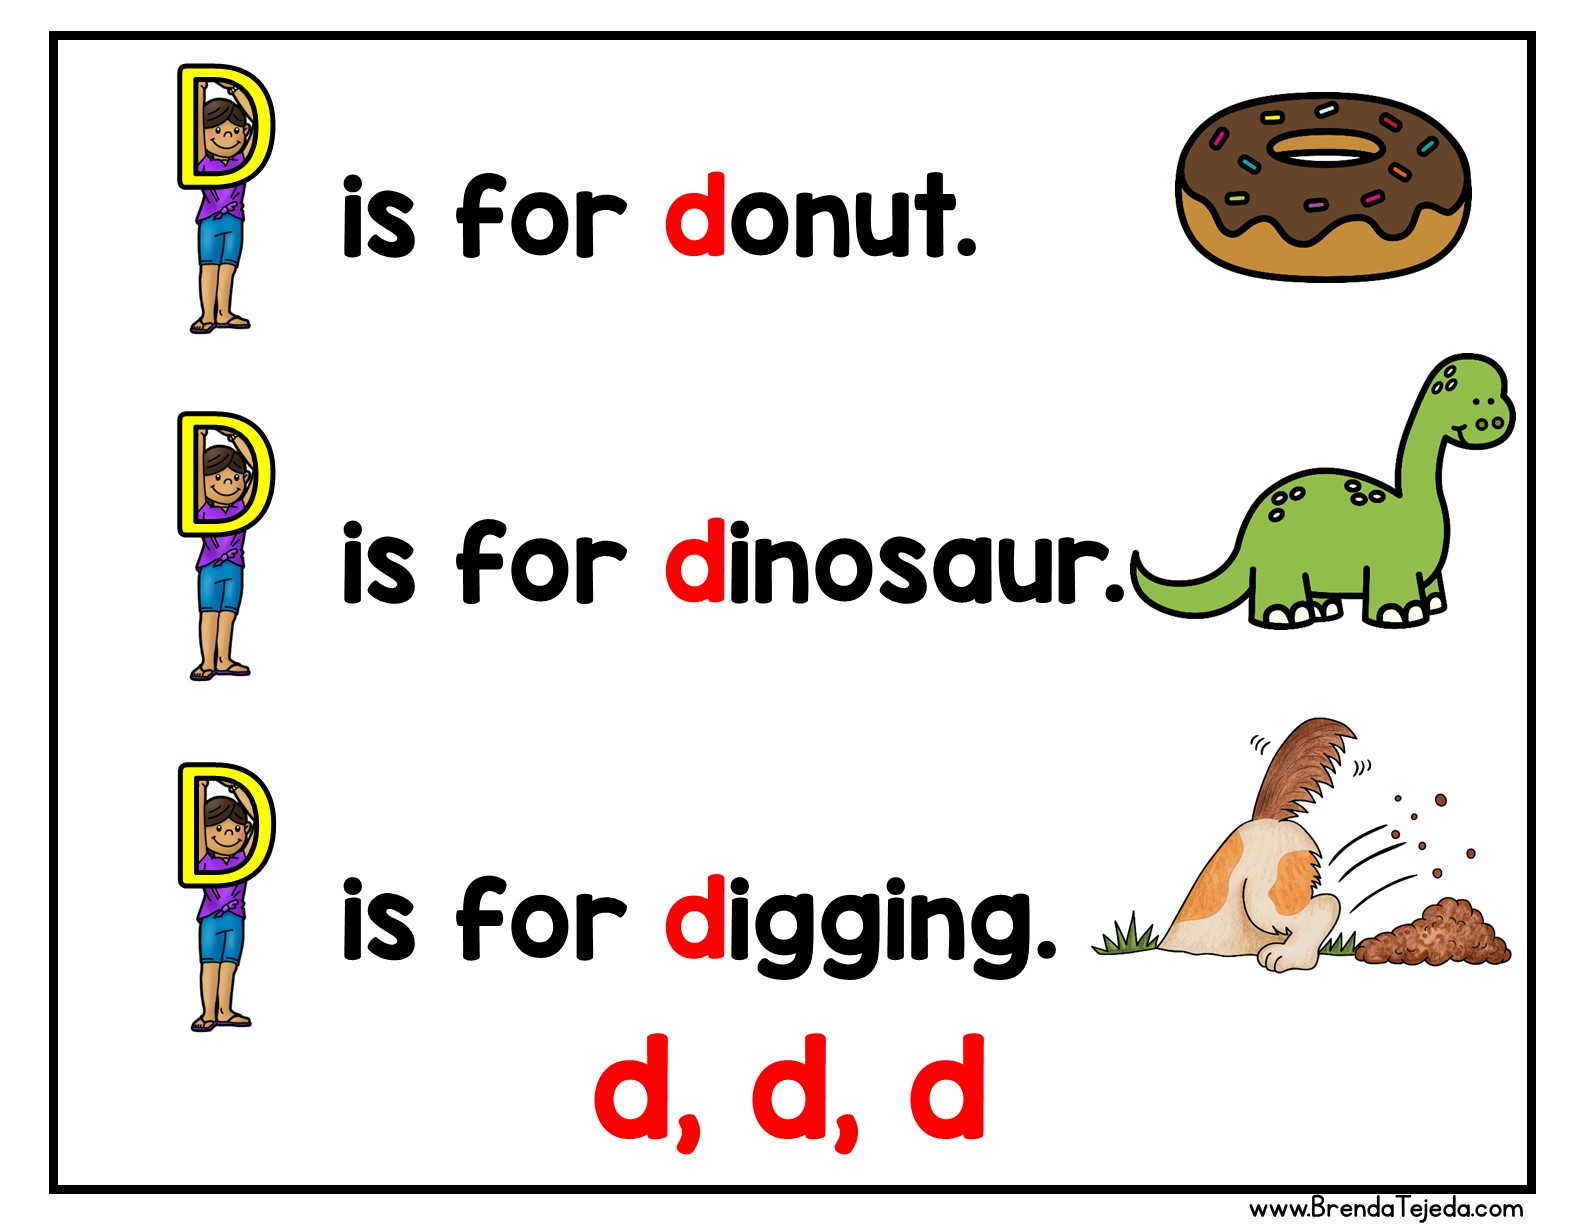 D is for donut.
D is for dinosaur.
D is for digging.
d, d, d
www.BrendaTejeda.com